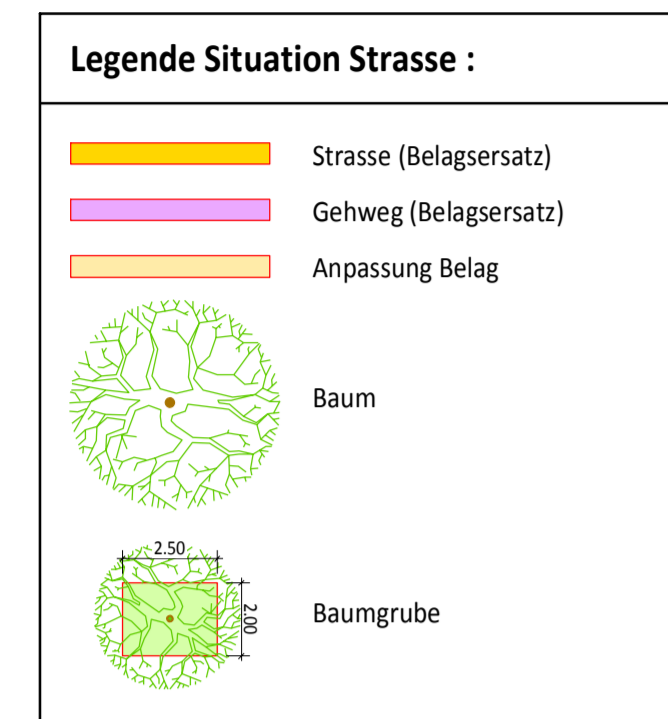 Legende Situation Strasse :
Strasse (Belagsersatz)
Gehweg (Belagsersatz)
Anpassung Belag
Baum
2.50
2.00
Baumgrube